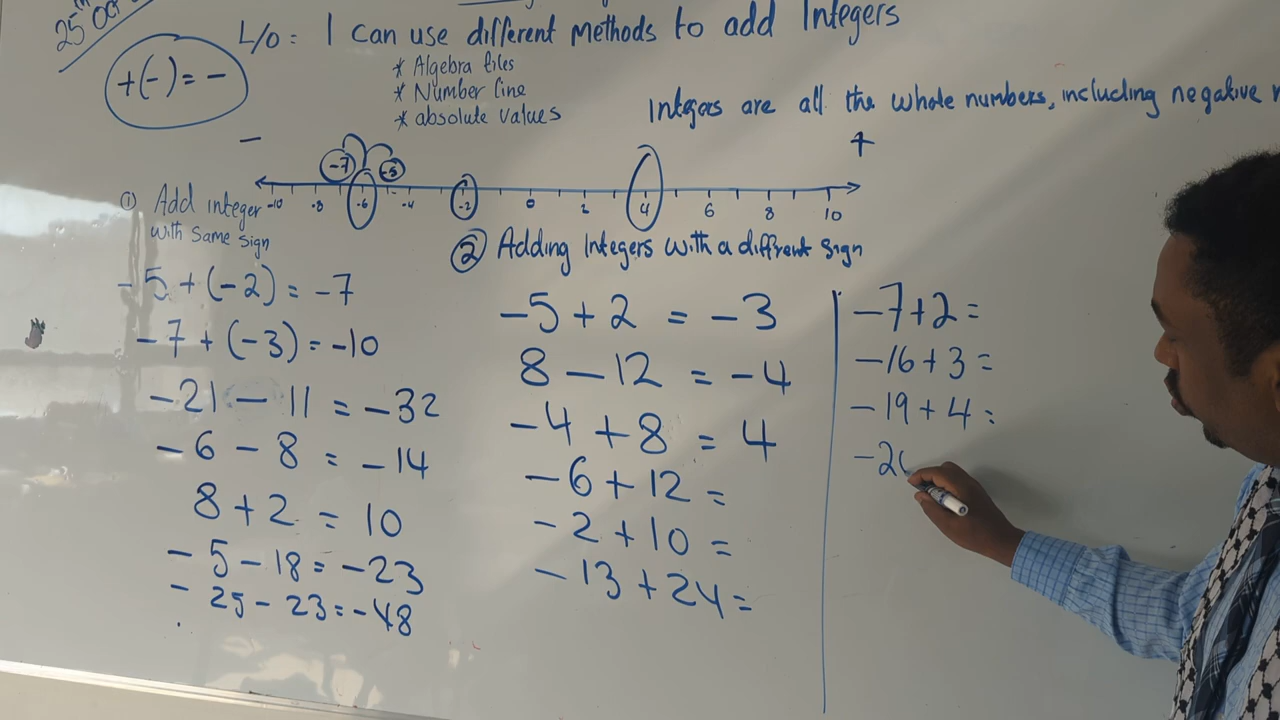 25th Oct
L/O = I Can use different Methods to add Integers
+(-) = -
* Algebra tiles
* Number line
* absolute values
Integers are all the whole numbers, including negative
- +
-7 -5
-10 -8 -6 -4 -2 0 2 4 6 8 10
① Add integer
with same sign
-5 + (-2) = -7
-7 + (-3) = -10
-21 - 11 = -32
-6 - 8 = -14
8 + 2 = 10
-5 - 18 = -23
-25 - 23 = -48
② Adding Integers with a different sign
-5 + 2 = -3
8 - 12 = -4
-4 + 8 = 4
-6 + 12 =
-2 + 10 =
-13 + 24 =
-7 + 2 =
-16 + 3 =
-19 + 4 =